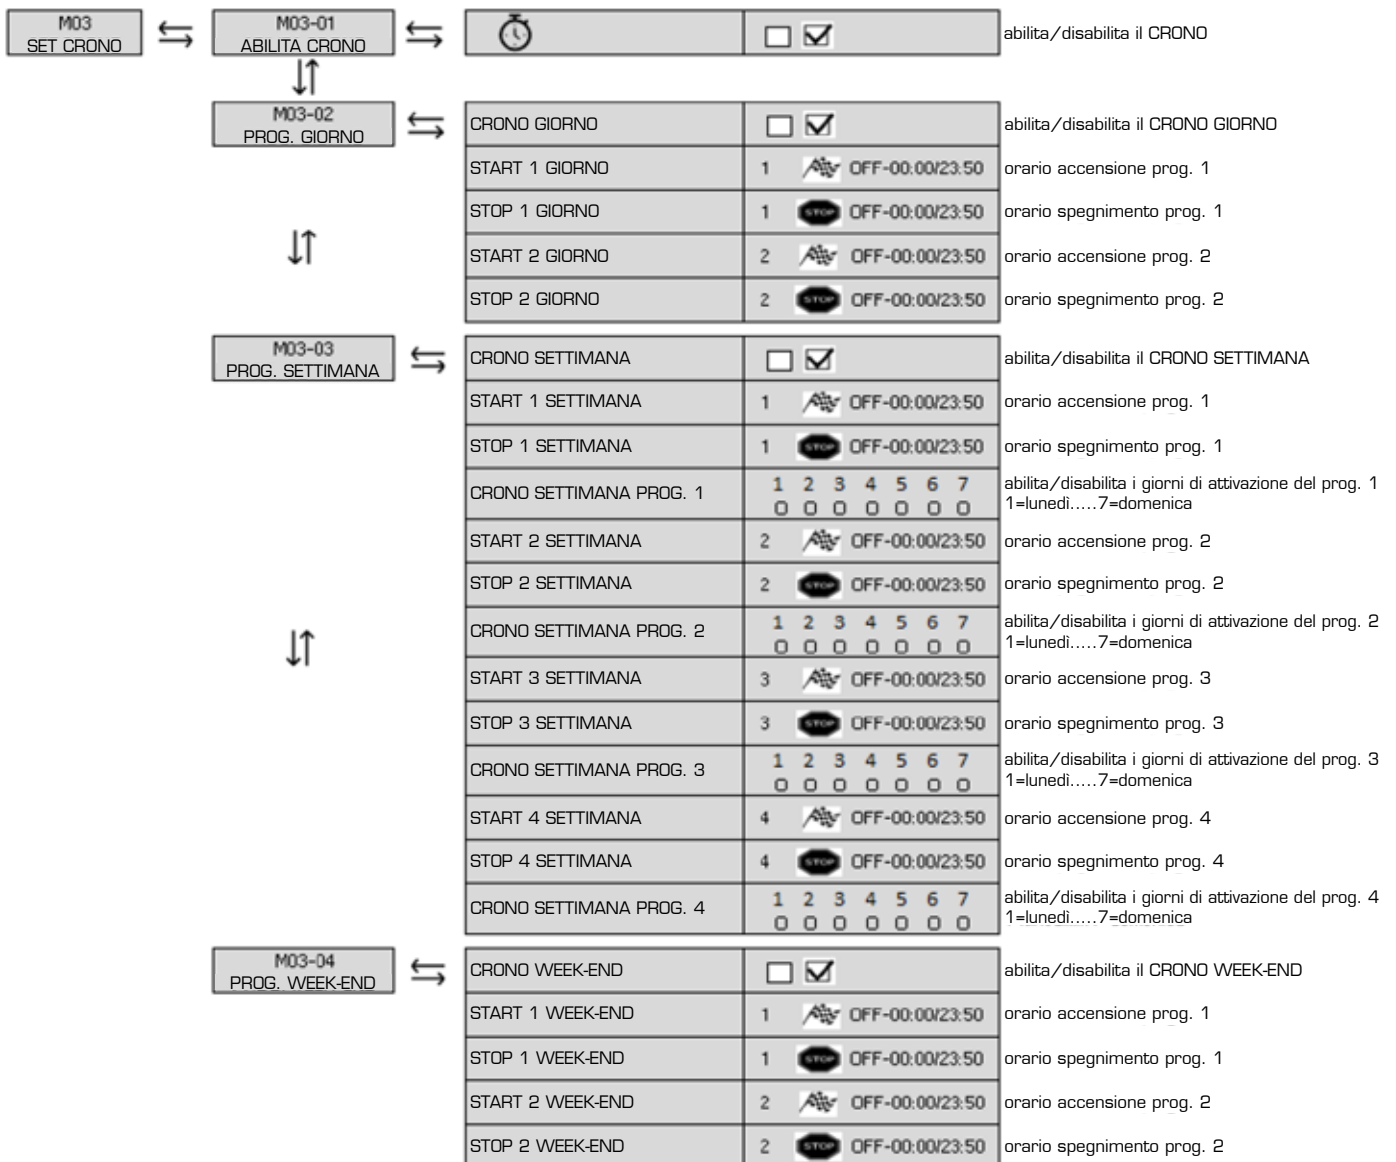 M03
SET CRONO
M03-01
ABILITA CRONO
abilita/disabilita il CRONO
M03-02
PROG. GIORNO
CRONO GIORNO
abilita/disabilita il CRONO GIORNO
START 1 GIORNO 1 OFF-00:00/23:50 orario accensione prog. 1
STOP 1 GIORNO 1 STOP OFF-00:00/23:50 orario spegnimento prog. 1
START 2 GIORNO 2 OFF-00:00/23:50 orario accensione prog. 2
STOP 2 GIORNO 2 STOP OFF-00:00/23:50 orario spegnimento prog. 2
M03-03
PROG. SETTIMANA
CRONO SETTIMANA
abilita/disabilita il CRONO SETTIMANA
START 1 SETTIMANA 1 OFF-00:00/23:50 orario accensione prog. 1
STOP 1 SETTIMANA 1 STOP OFF-00:00/23:50 orario spegnimento prog. 1
CRONO SETTIMANA PROG. 1
1 2 3 4 5 6 7
abilita/disabilita i giorni di attivazione del prog. 1
1=lunedì.....7=domenica
START 2 SETTIMANA 2 OFF-00:00/23:50 orario accensione prog. 2
STOP 2 SETTIMANA 2 STOP OFF-00:00/23:50 orario spegnimento prog. 2
CRONO SETTIMANA PROG. 2
1 2 3 4 5 6 7
abilita/disabilita i giorni di attivazione del prog. 2
1=lunedì.....7=domenica
START 3 SETTIMANA 3 OFF-00:00/23:50 orario accensione prog. 3
STOP 3 SETTIMANA 3 STOP OFF-00:00/23:50 orario spegnimento prog. 3
CRONO SETTIMANA PROG. 3
1 2 3 4 5 6 7
abilita/disabilita i giorni di attivazione del prog. 3
1=lunedì.....7=domenica
START 4 SETTIMANA 4 OFF-00:00/23:50 orario accensione prog. 4
STOP 4 SETTIMANA 4 STOP OFF-00:00/23:50 orario spegnimento prog. 4
CRONO SETTIMANA PROG. 4
1 2 3 4 5 6 7
abilita/disabilita i giorni di attivazione del prog. 4
1=lunedì.....7=domenica
M03-04
PROG. WEEK-END
CRONO WEEK-END
abilita/disabilita il CRONO WEEK-END
START 1 WEEK-END 1 OFF-00:00/23:50 orario accensione prog. 1
STOP 1 WEEK-END 1 STOP OFF-00:00/23:50 orario spegnimento prog. 1
START 2 WEEK-END 2 OFF-00:00/23:50 orario accensione prog. 2
STOP 2 WEEK-END 2 STOP OFF-00:00/23:50 orario spegnimento prog. 2